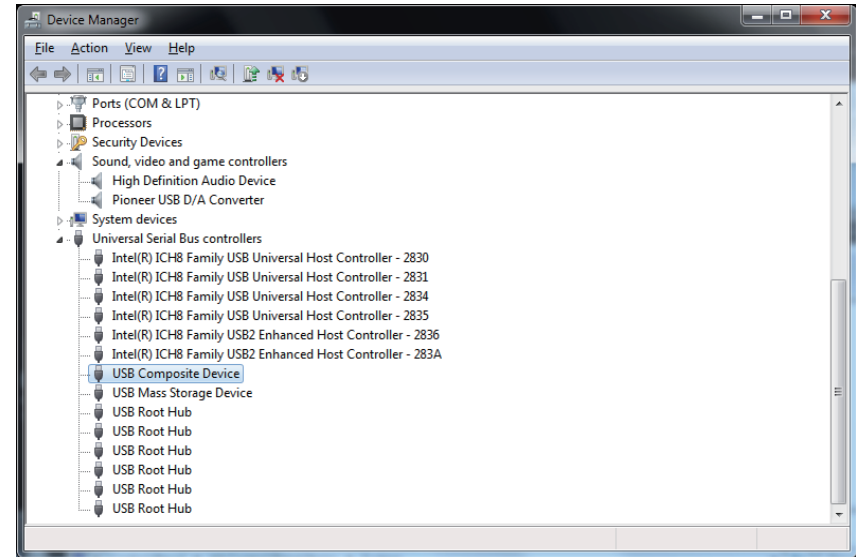 Device Manager
File Action View Help
Ports (COM & LPT)
Processors
Security Devices
Sound, video and game controllers
High Definition Audio Device
Pioneer USB D/A Converter
System devices
Universal Serial Bus controllers
Intel(R) ICH8 Family USB Universal Host Controller - 2830
Intel(R) ICH8 Family USB Universal Host Controller - 2831
Intel(R) ICH8 Family USB Universal Host Controller - 2834
Intel(R) ICH8 Family USB Universal Host Controller - 2835
Intel(R) ICH8 Family USB2 Enhanced Host Controller - 2836
Intel(R) ICH8 Family USB2 Enhanced Host Controller - 283A
USB Composite Device
USB Mass Storage Device
USB Root Hub
USB Root Hub
USB Root Hub
USB Root Hub
USB Root Hub
USB Root Hub